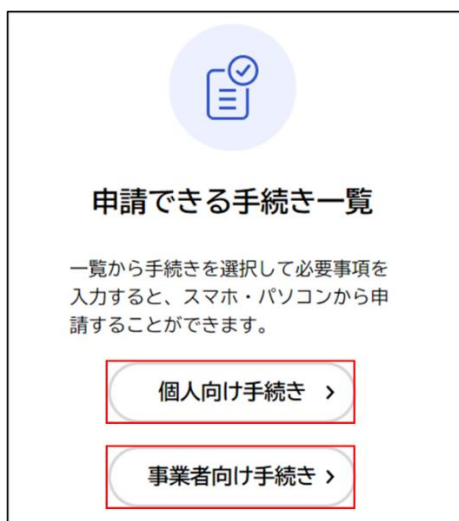 申請できる手続き一覧
一覧から手続きを選択して必要事項を
入力すると、スマホ・パソコンから申
請することができます。
個人向け手続き ›
事業者向け手続き ›